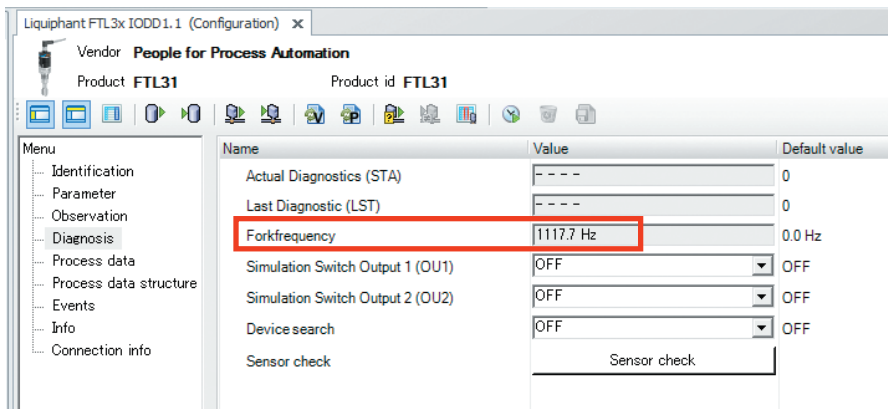 Liquiphant FTL3x IODD1.1 (Configuration) ×
Vendor People for Process Automation
Product FTL31 Product id FTL31
Menu
Identification
Parameter
Observation
Diagnosis
Process data
Process data structure
Events
Info
Connection info
Name Value Default value
Actual Diagnostics (STA) ---- 0
Last Diagnostic (LST) ---- 0
Forkfrequency 1117.7 Hz 0.0 Hz
Simulation Switch Output 1 (OU1) OFF OFF
Simulation Switch Output 2 (OU2) OFF OFF
Device search OFF OFF
Sensor check Sensor check